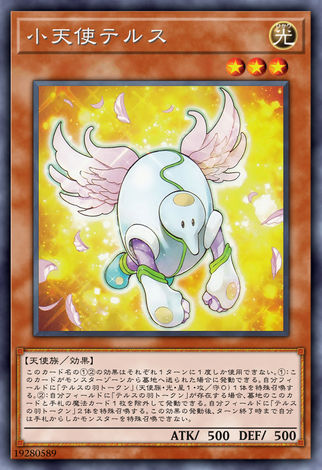 小天使テルス
光
【天使族／効果】
このカード名の①②の効果はそれぞれ１ターンに１度しか使用できない。①：こ
のカードがモンスターゾーンから墓地へ送られた場合に発動できる。自分フィー
ルドに「テルスの羽トークン」（天使族・光・星１・攻／守０）１体を特殊召喚す
る。②：自分フィールドに「テルスの羽トークン」が存在する場合、墓地のこのカ
ードと手札の魔法カード１枚を除外して発動できる。自分フィールドに「テルス
の羽トークン」２体を特殊召喚する。この効果の発動後、ターン終了時まで自分
は手札からしかモンスターを特殊召喚できない。
ATK/ 500 DEF/ 500
19280589